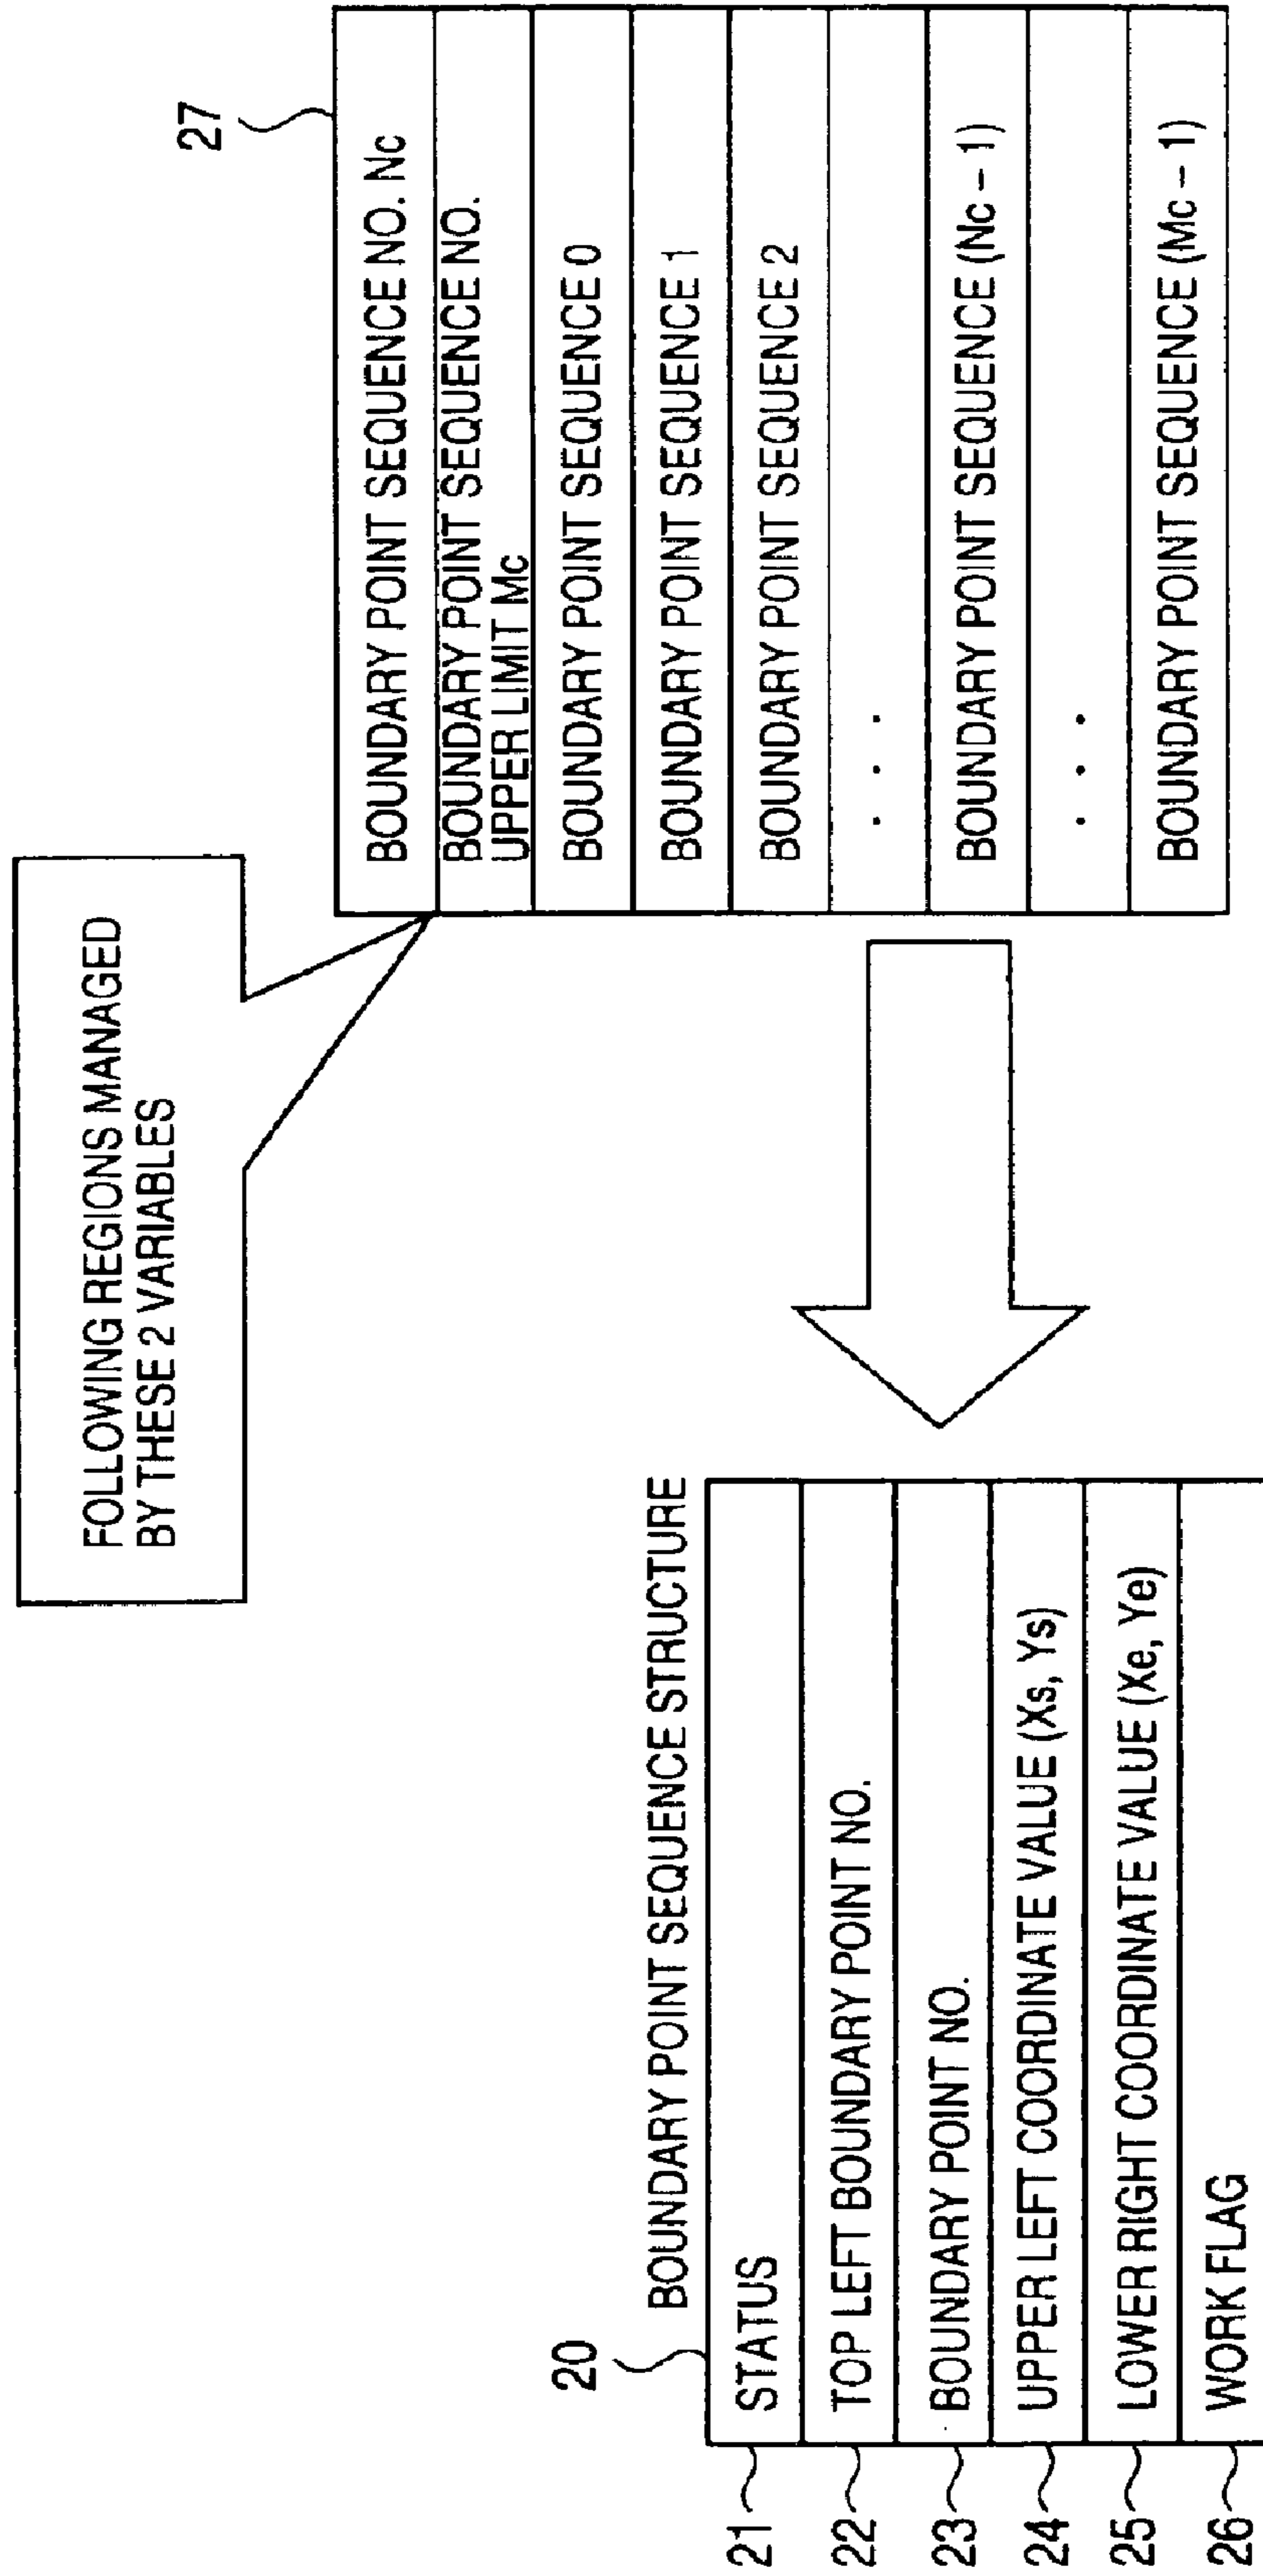 FOLLOWING REGIONS MANAGED
BY THESE 2 VARIABLES
20
BOUNDARY POINT SEQUENCE STRUCTURE
21
STATUS
22
TOP LEFT BOUNDARY POINT NO.
23
BOUNDARY POINT NO.
24
UPPER LEFT COORDINATE VALUE (Xs, Ys)
25
LOWER RIGHT COORDINATE VALUE (Xe, Ye)
26
WORK FLAG
27
BOUNDARY POINT SEQUENCE NO. Nc
BOUNDARY POINT SEQUENCE NO.
UPPER LIMIT Mc
BOUNDARY POINT SEQUENCE 0
BOUNDARY POINT SEQUENCE 1
BOUNDARY POINT SEQUENCE 2
. . .
BOUNDARY POINT SEQUENCE (Nc – 1)
. . .
BOUNDARY POINT SEQUENCE (Mc – 1)